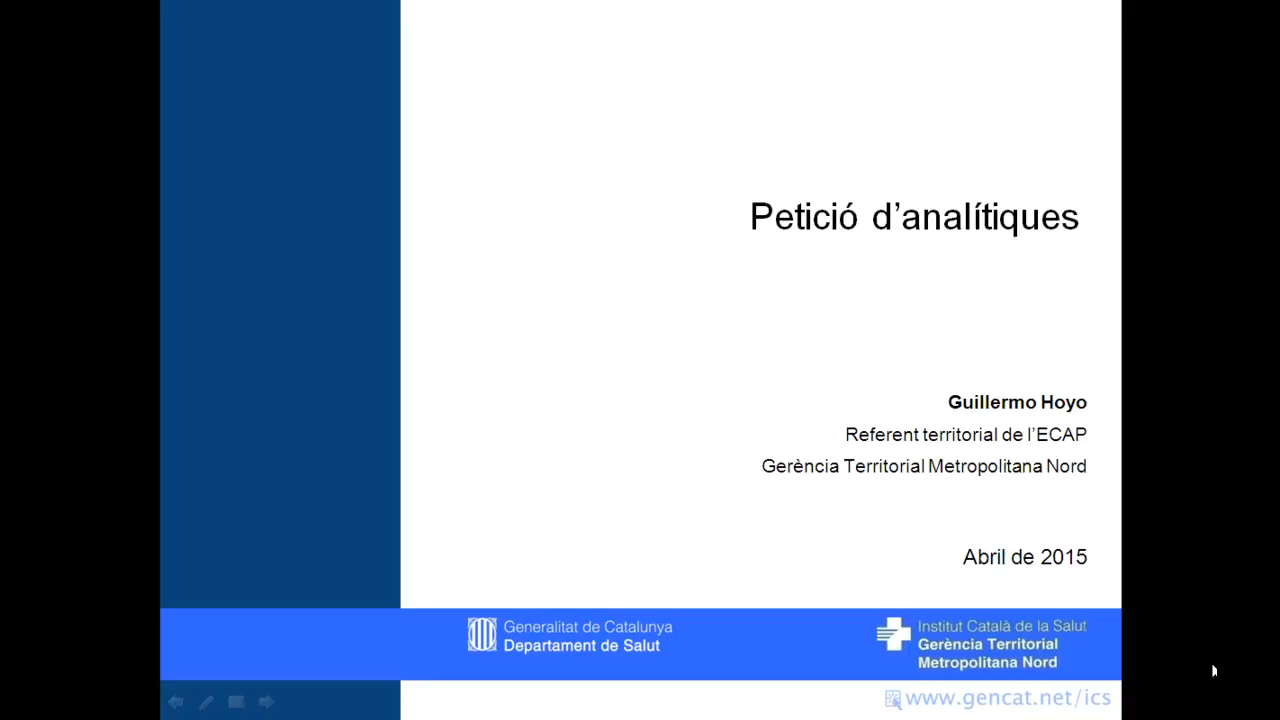 Petició d’analítiques
Guillermo Hoyo
Referent territorial de l’ECAP
Gerència Territorial Metropolitana Nord
Abril de 2015
Generalitat de Catalunya
Departament de Salut
Institut Català de la Salut
Gerència Territorial
Metropolitana Nord
www.gencat.net/ics